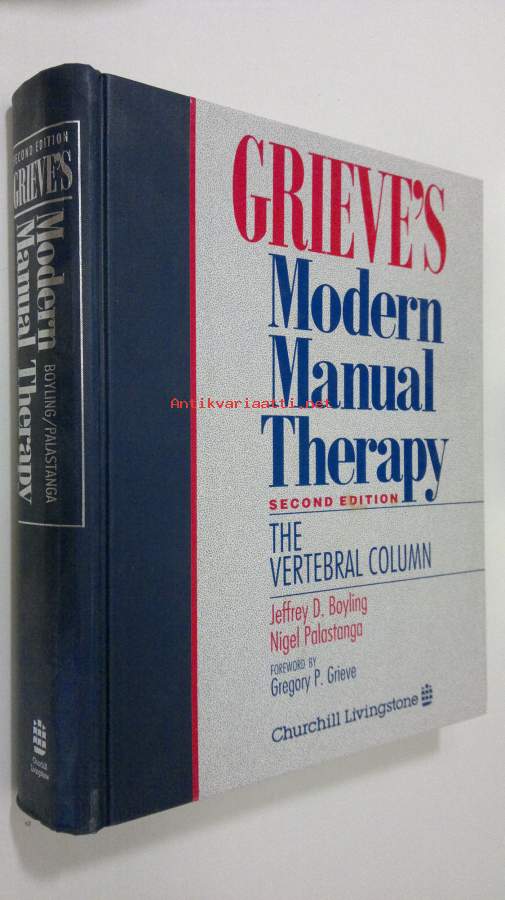 SECOND EDITION
GRIEVE'S
Modern
Manual Therapy
BOYLING/PALASTANGA
Churchill
Livingstone
GRIEVE'S
Modern
Manual
Therapy
SECOND EDITION
THE
VERTEBRAL COLUMN
Jeffrey D. Boyling
Nigel Palastanga
FOREWORD BY
Gregory P. Grieve
Churchill Livingstone
Antikvariaatti.net